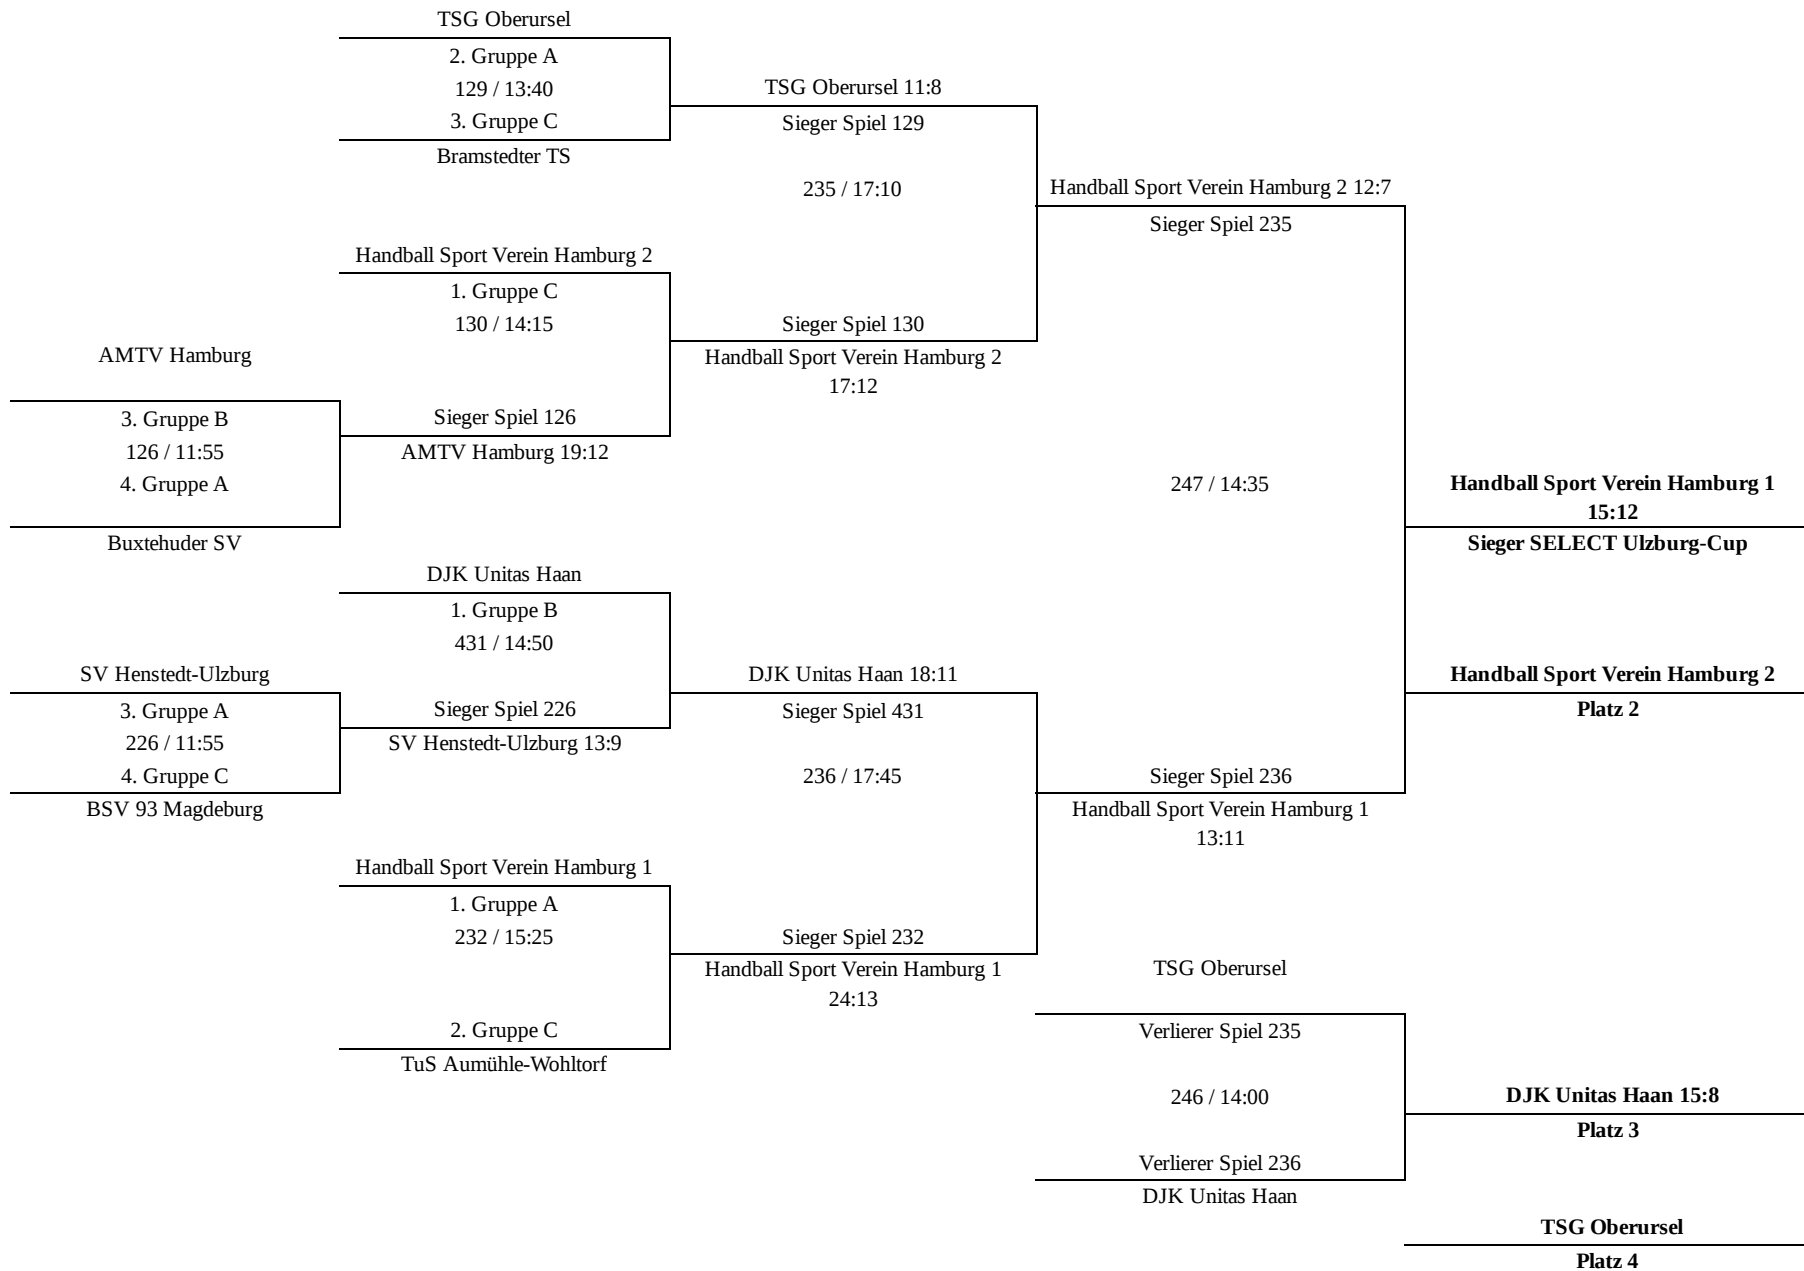 TSG Oberursel
2. Gruppe A
129 / 13:40
3. Gruppe C
Bramstedter TS
TSG Oberursel 11:8
Sieger Spiel 129
235 / 17:10
Handball Sport Verein Hamburg 2 12:7
Sieger Spiel 235
Handball Sport Verein Hamburg 2
1. Gruppe C
130 / 14:15
Sieger Spiel 130
Handball Sport Verein Hamburg 2
17:12
AMTV Hamburg
3. Gruppe B
126 / 11:55
4. Gruppe A
Buxtehuder SV
Sieger Spiel 126
AMTV Hamburg 19:12
247 / 14:35
Handball Sport Verein Hamburg 1
15:12
Sieger SELECT Ulzburg-Cup
DJK Unitas Haan
1. Gruppe B
431 / 14:50
SV Henstedt-Ulzburg
3. Gruppe A
226 / 11:55
4. Gruppe C
BSV 93 Magdeburg
Sieger Spiel 226
SV Henstedt-Ulzburg 13:9
DJK Unitas Haan 18:11
Sieger Spiel 431
236 / 17:45
Handball Sport Verein Hamburg 2
Platz 2
Sieger Spiel 236
Handball Sport Verein Hamburg 1
13:11
Handball Sport Verein Hamburg 1
1. Gruppe A
232 / 15:25
2. Gruppe C
TuS Aumühle-Wohltorf
Sieger Spiel 232
Handball Sport Verein Hamburg 1
24:13
TSG Oberursel
Verlierer Spiel 235
246 / 14:00
Verlierer Spiel 236
DJK Unitas Haan
DJK Unitas Haan 15:8
Platz 3
TSG Oberursel
Platz 4